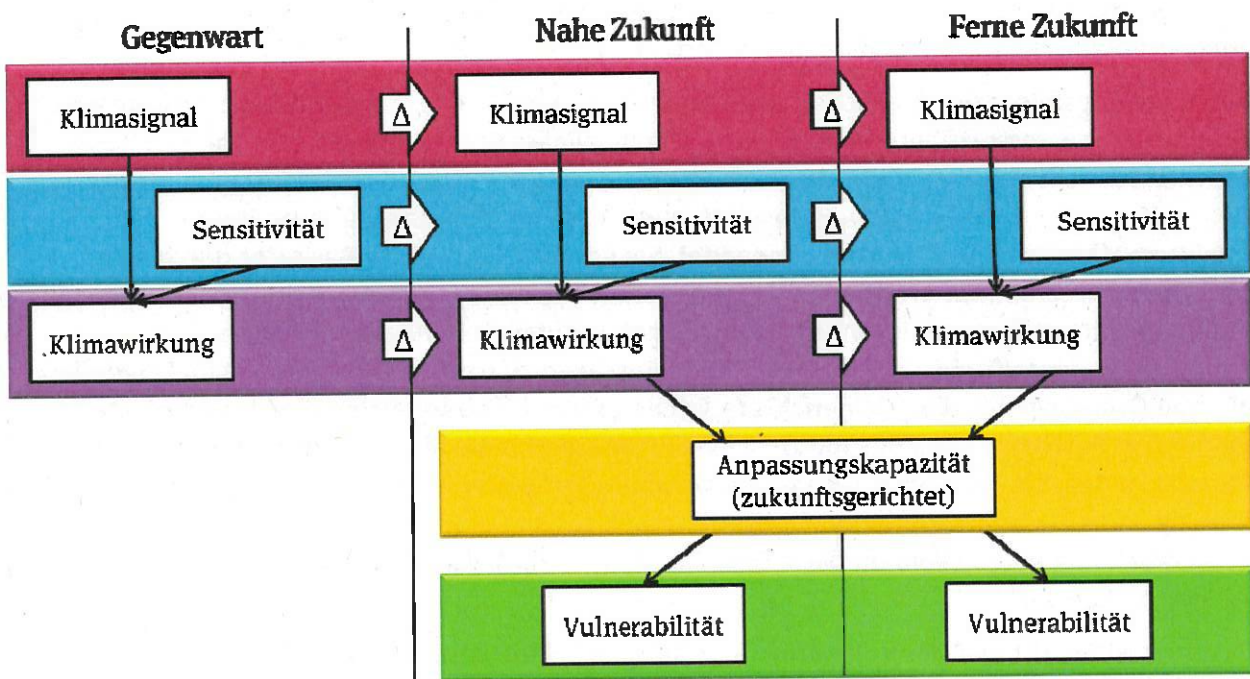 Gegenwart
Nahe Zukunft
Ferne Zukunft
Klimasignal
Δ
Klimasignal
Δ
Klimasignal
Sensitivität
Δ
Sensitivität
Δ
Sensitivität
Klimawirkung
Δ
Klimawirkung
Δ
Klimawirkung
Anpassungskapazität
(zukunftsgerichtet)
Vulnerabilität
Vulnerabilität